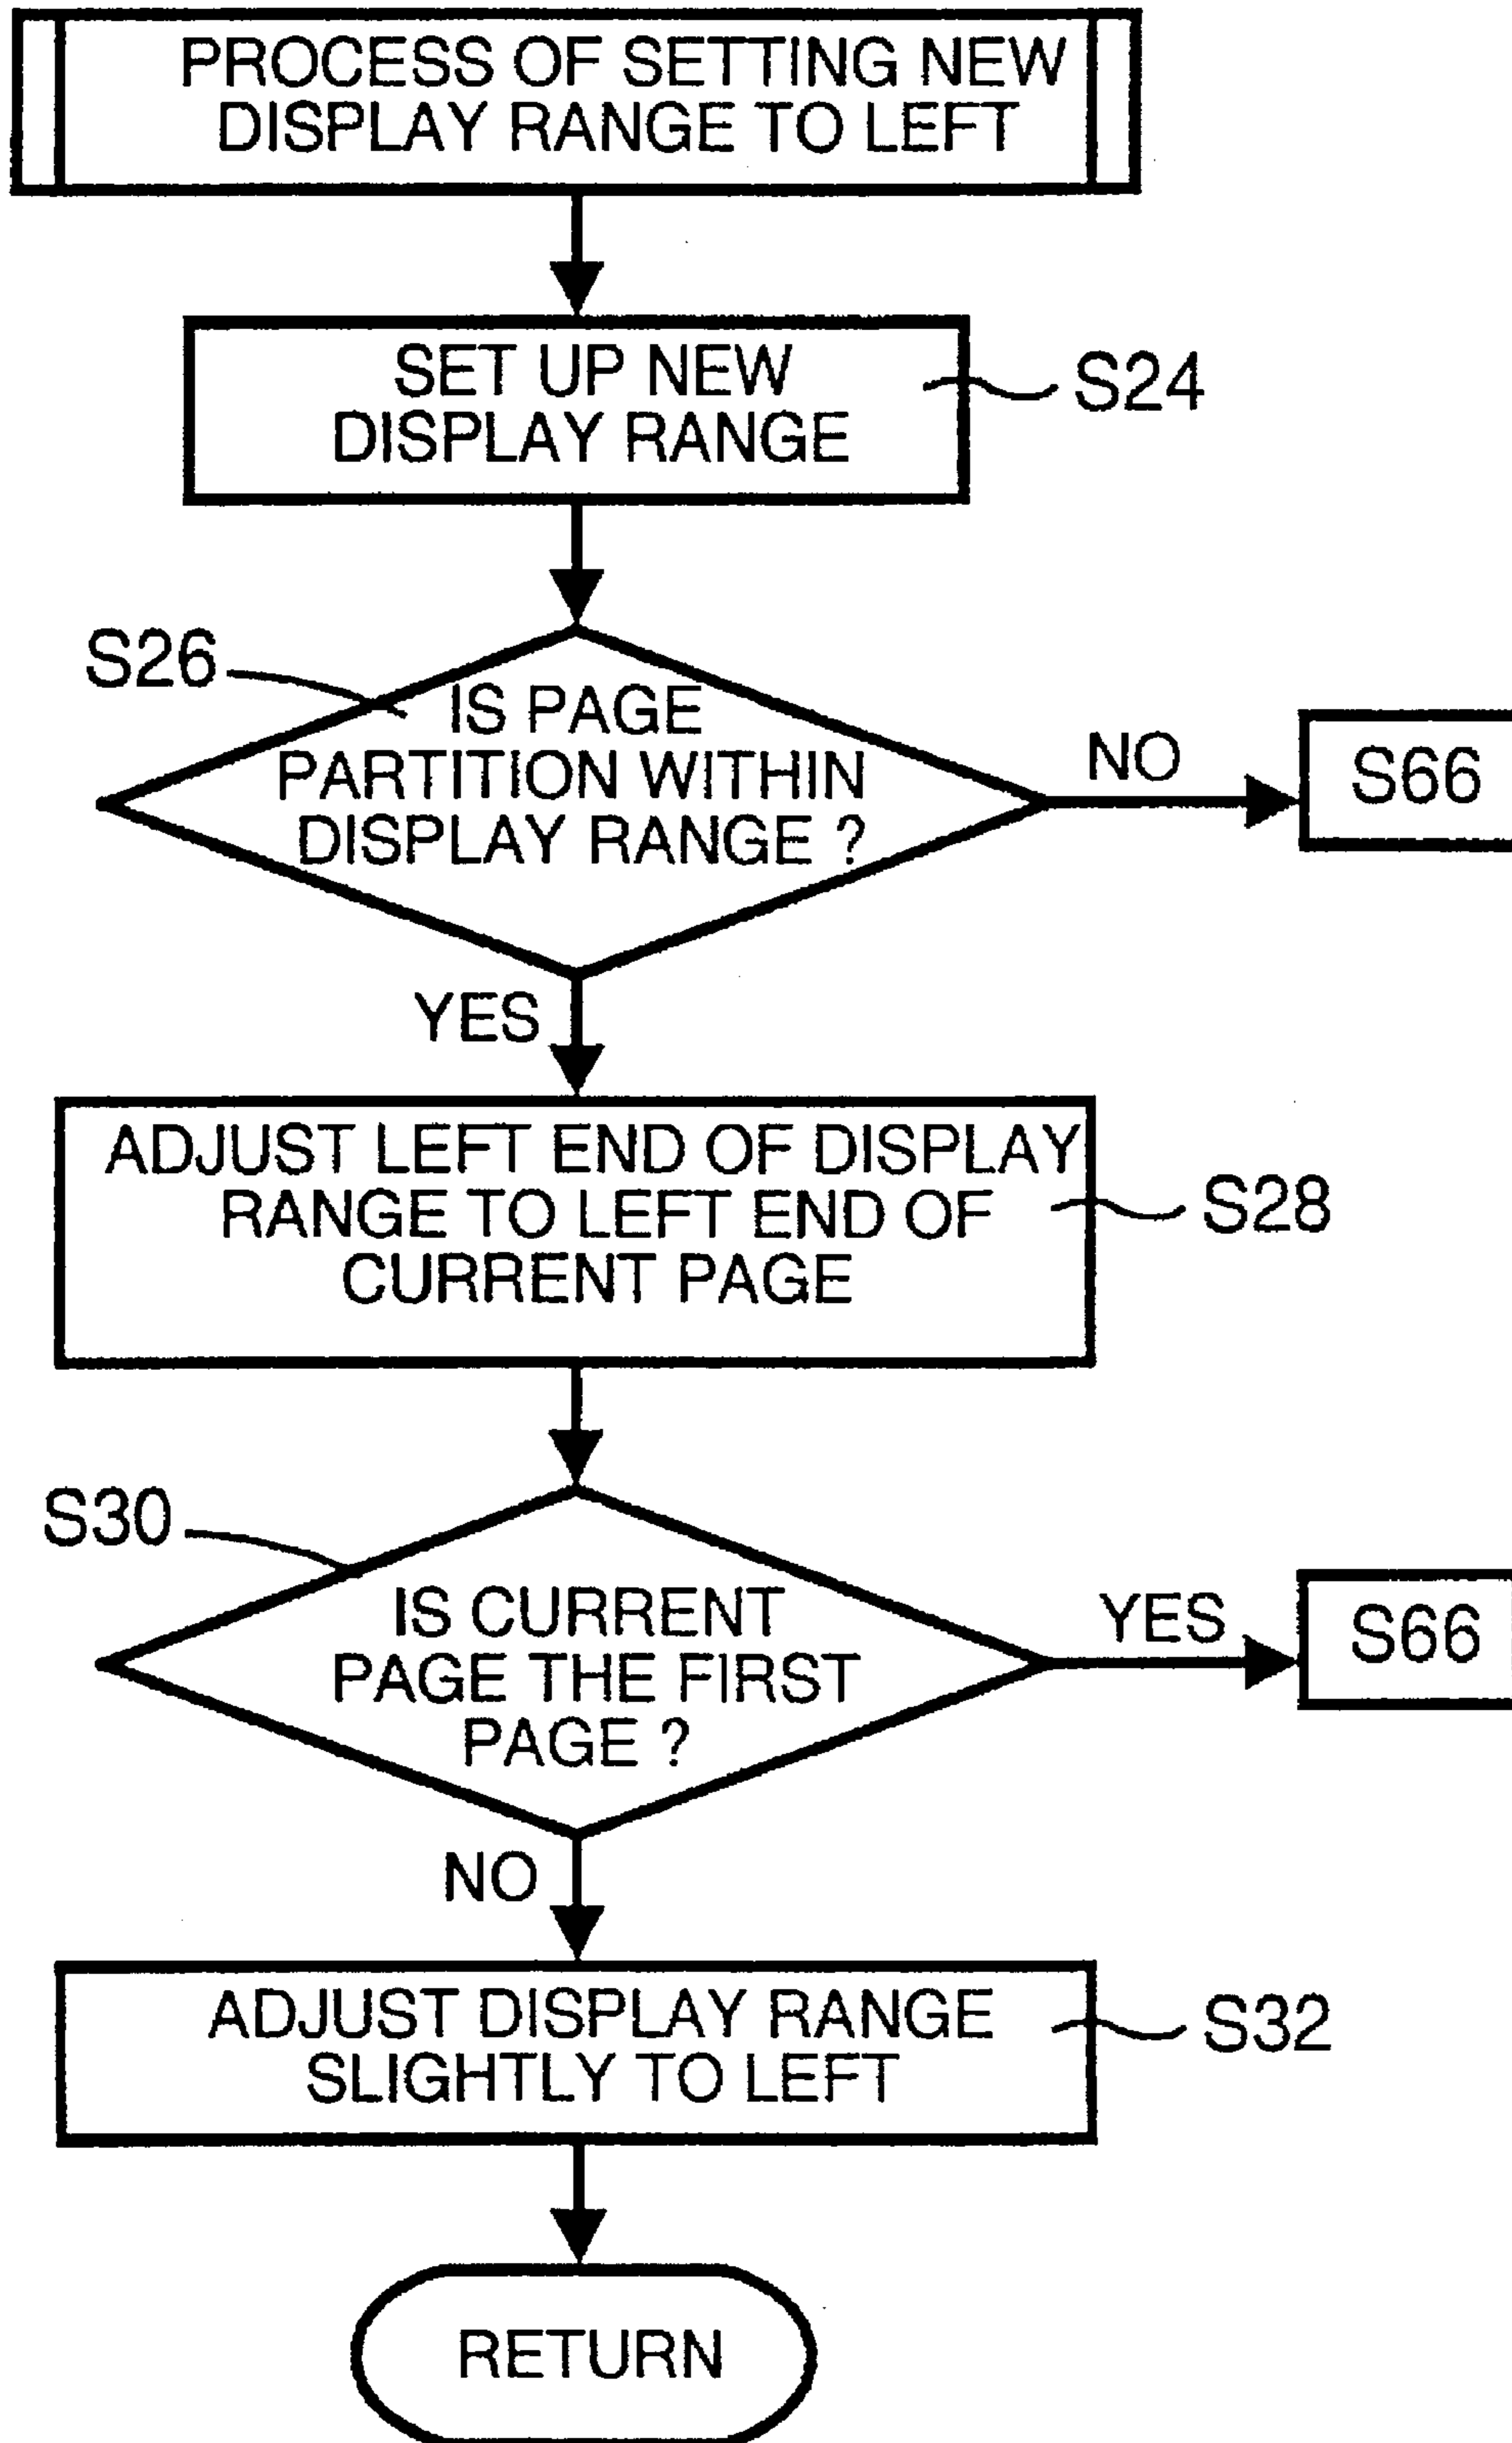 PROCESS OF SETTING NEW
DISPLAY RANGE TO LEFT
SET UP NEW
DISPLAY RANGE
S24
S26
IS PAGE
PARTITION WITHIN
DISPLAY RANGE ?
NO
S66
YES
ADJUST LEFT END OF DISPLAY
RANGE TO LEFT END OF
CURRENT PAGE
S28
S30
IS CURRENT
PAGE THE FIRST
PAGE ?
YES
S66
NO
ADJUST DISPLAY RANGE
SLIGHTLY TO LEFT
S32
RETURN